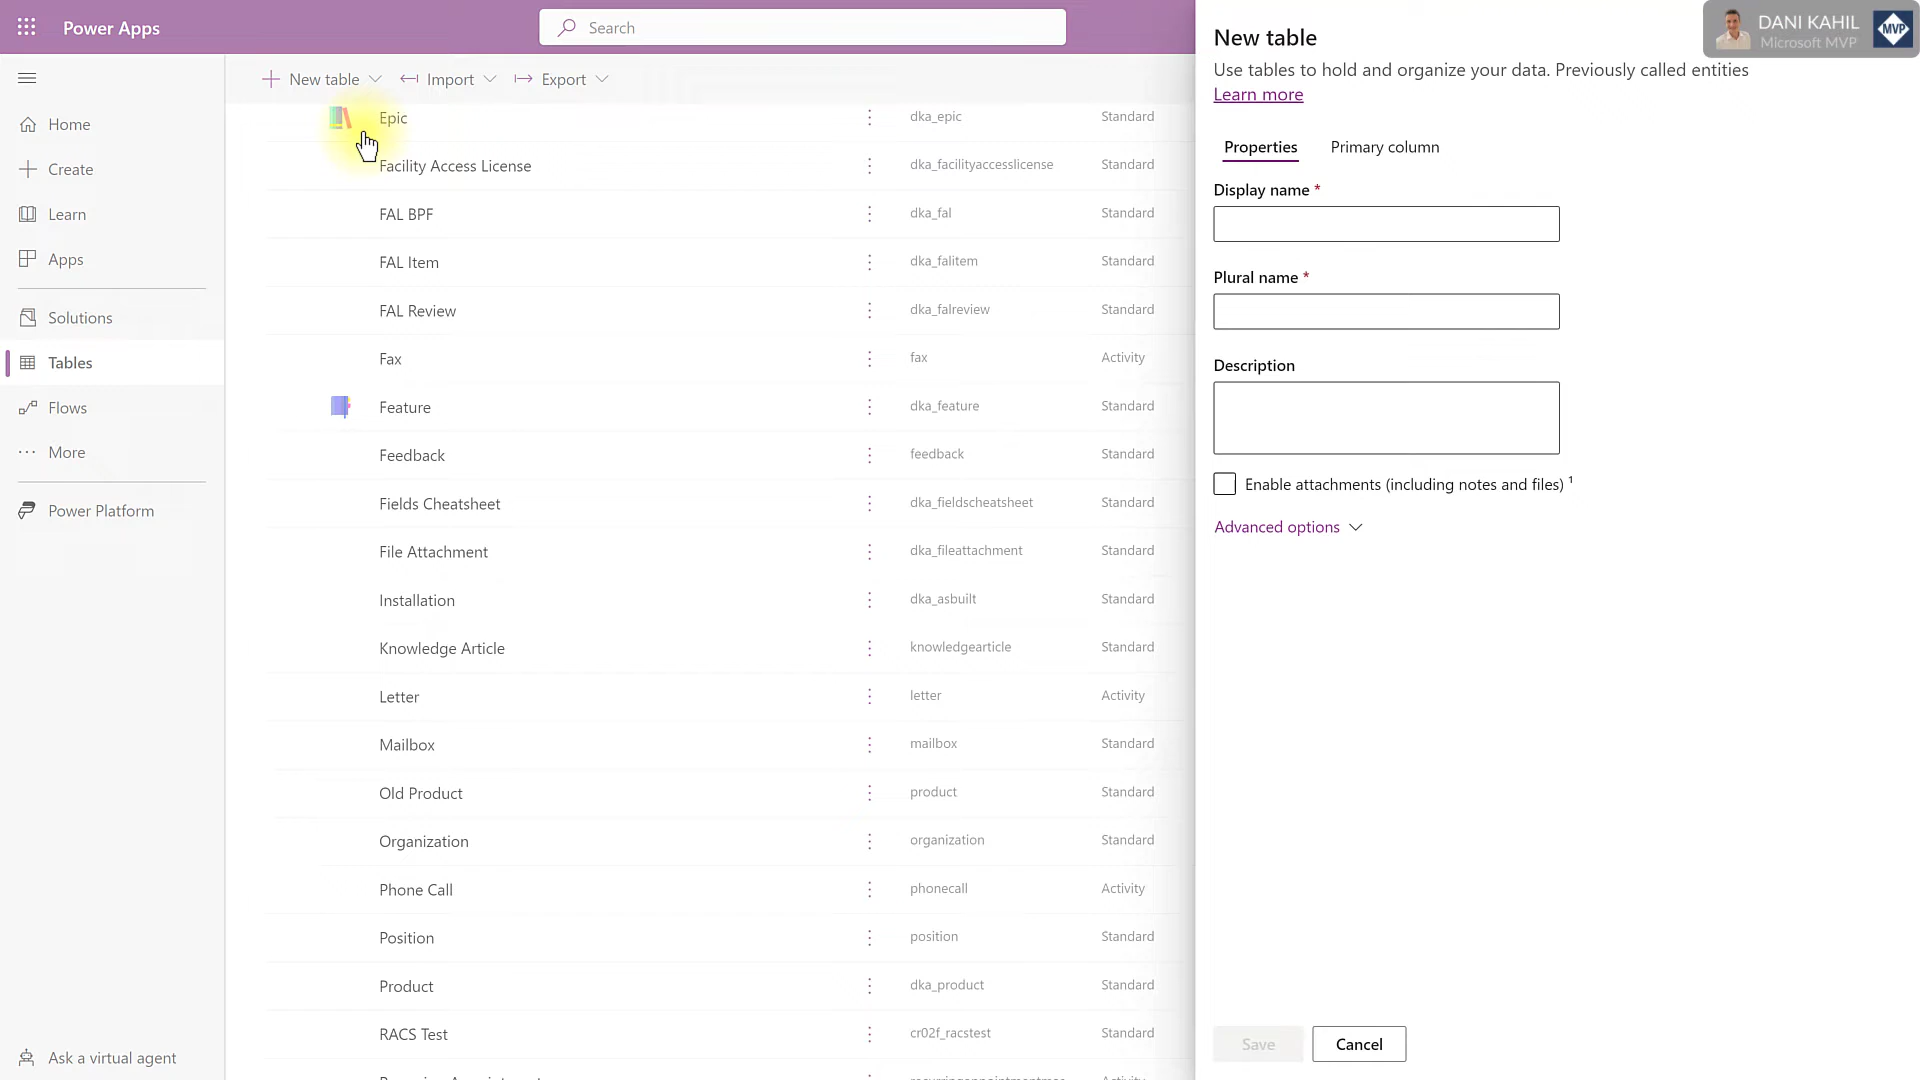 Power Apps
Search
DANI KAHIL
Microsoft MVP
MVP
New table
Import
Export
Home
Create
Learn
Apps
Solutions
Tables
Flows
More
Power Platform
Ask a virtual agent
Epic dka_epic Standard
Facility Access License dka_facilityaccesslicense Standard
FAL BPF dka_fal Standard
FAL Item dka_falitem Standard
FAL Review dka_falreview Standard
Fax fax Activity
Feature dka_feature Standard
Feedback feedback Standard
Fields Cheatsheet dka_fieldscheatsheet Standard
File Attachment dka_fileattachment Standard
Installation dka_asbuilt Standard
Knowledge Article knowledgearticle Standard
Letter letter Activity
Mailbox mailbox Standard
Old Product product Standard
Organization organization Standard
Phone Call phonecall Activity
Position position Standard
Product dka_product Standard
RACS Test cr02f_racstest Standard
New table
Use tables to hold and organize your data. Previously called entities
Learn more
Properties Primary column
Display name *
Plural name *
Description
Enable attachments (including notes and files) ¹
Advanced options
Save Cancel